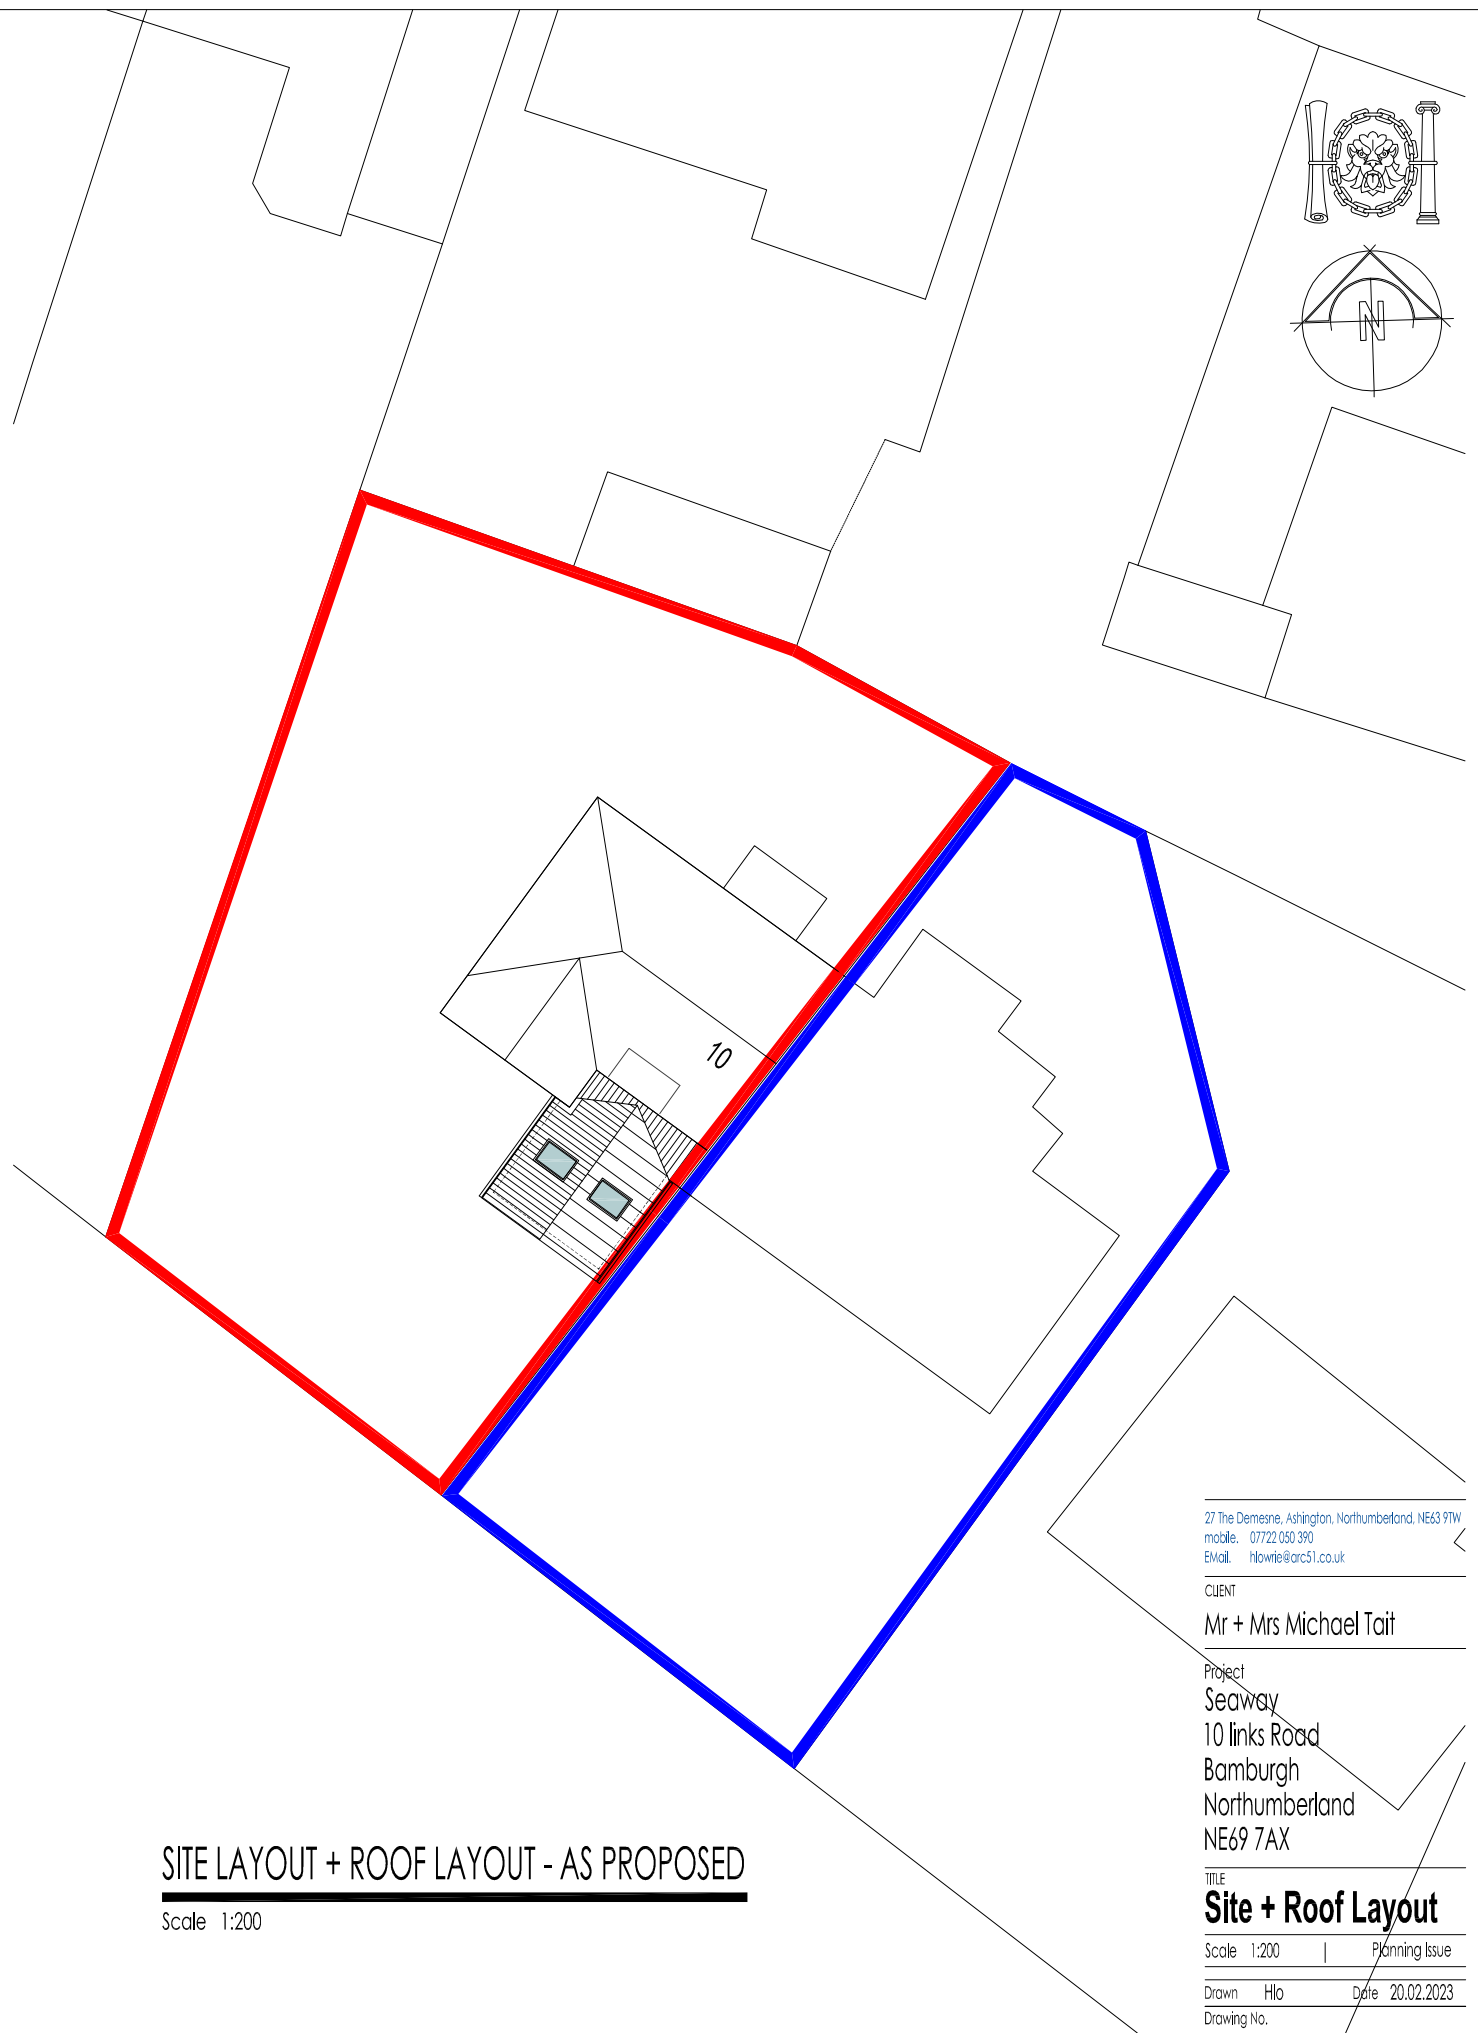 N
10
27 The Demesne, Ashington, Northumberland, NE63 9TW
mobile. 07722 050 390
EMail. hlowrie@arc51.co.uk
CLIENT
Mr + Mrs Michael Tait
Project
Seaway
10 links Road
Bamburgh
Northumberland
NE69 7AX
SITE LAYOUT + ROOF LAYOUT - AS PROPOSED
Scale 1:200
TITLE
Site + Roof Layout
Scale 1:200 | Planning Issue
Drawn Hlo Date 20.02.2023
Drawing No.